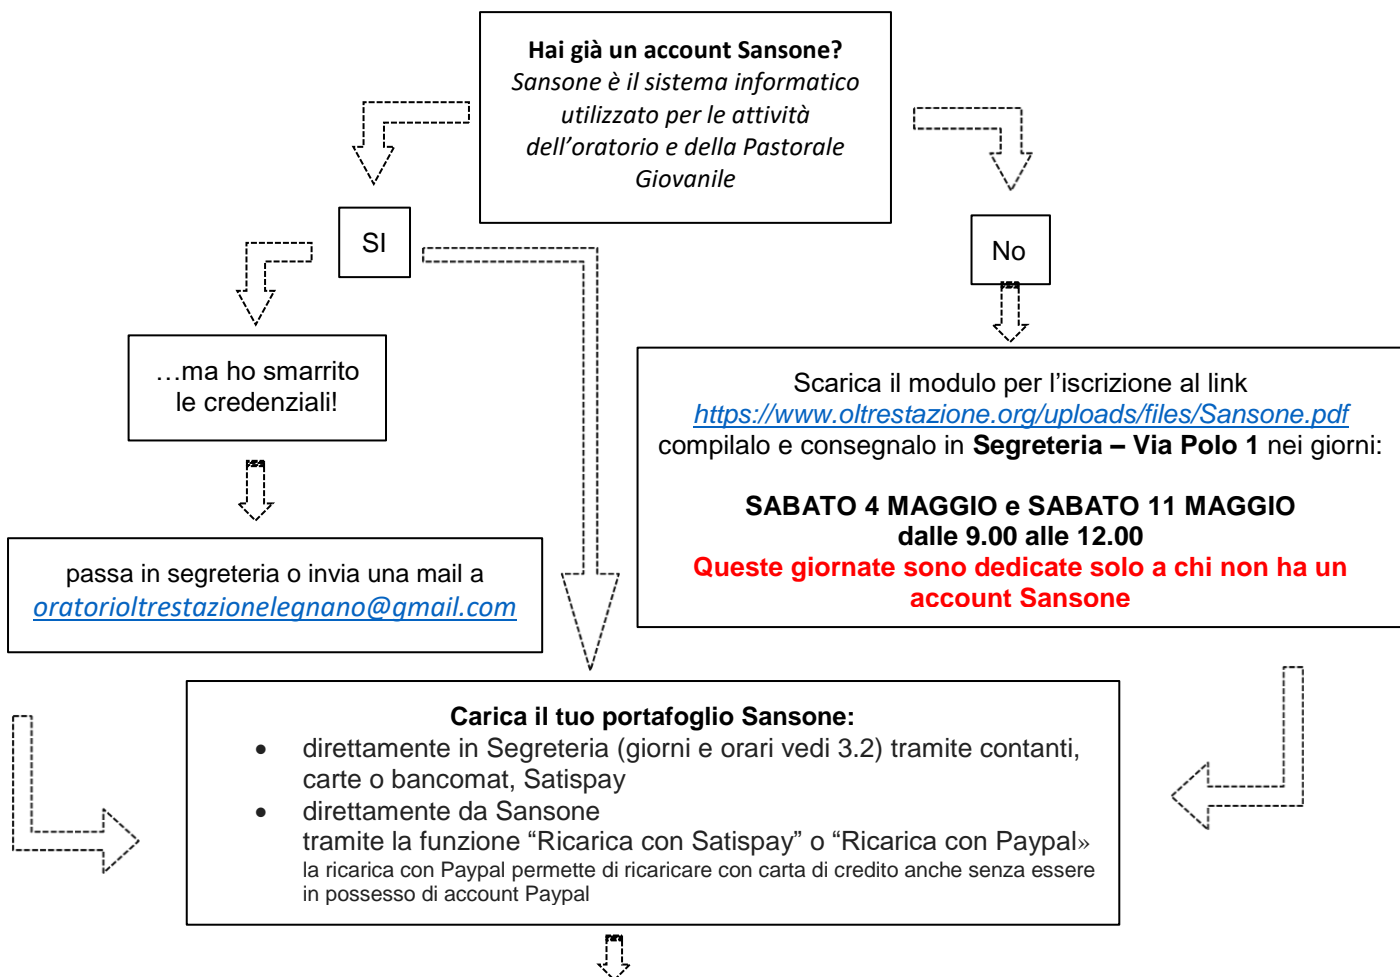 Hai già un account Sansone?
Sansone è il sistema informatico
utilizzato per le attività
dell’oratorio e della Pastorale
Giovanile
SI
No
…ma ho smarrito
le credenziali!
Scarica il modulo per l’iscrizione al link
https://www.oltrestazione.org/uploads/files/Sansone.pdf
compilalo e consegnalo in Segreteria – Via Polo 1 nei giorni:
SABATO 4 MAGGIO e SABATO 11 MAGGIO
dalle 9.00 alle 12.00
Queste giornate sono dedicate solo a chi non ha un
account Sansone
passa in segreteria o invia una mail a
oratorioltrestazionelegnano@gmail.com
Carica il tuo portafoglio Sansone:
• direttamente in Segreteria (giorni e orari vedi 3.2) tramite contanti,
carte o bancomat, Satispay
• direttamente da Sansone
tramite la funzione “Ricarica con Satispay” o “Ricarica con Paypal»
la ricarica con Paypal permette di ricaricare con carta di credito anche senza essere
in possesso di account Paypal